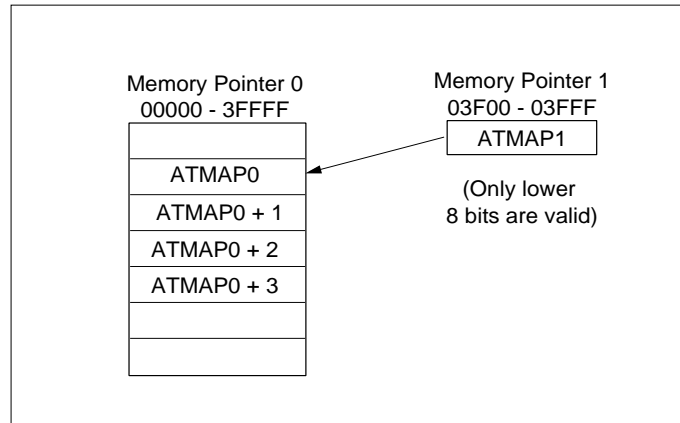 Memory Pointer 0
00000 - 3FFFF
ATMAP0
ATMAP0 + 1
ATMAP0 + 2
ATMAP0 + 3
Memory Pointer 1
03F00 - 03FFF
ATMAP1
(Only lower
8 bits are valid)